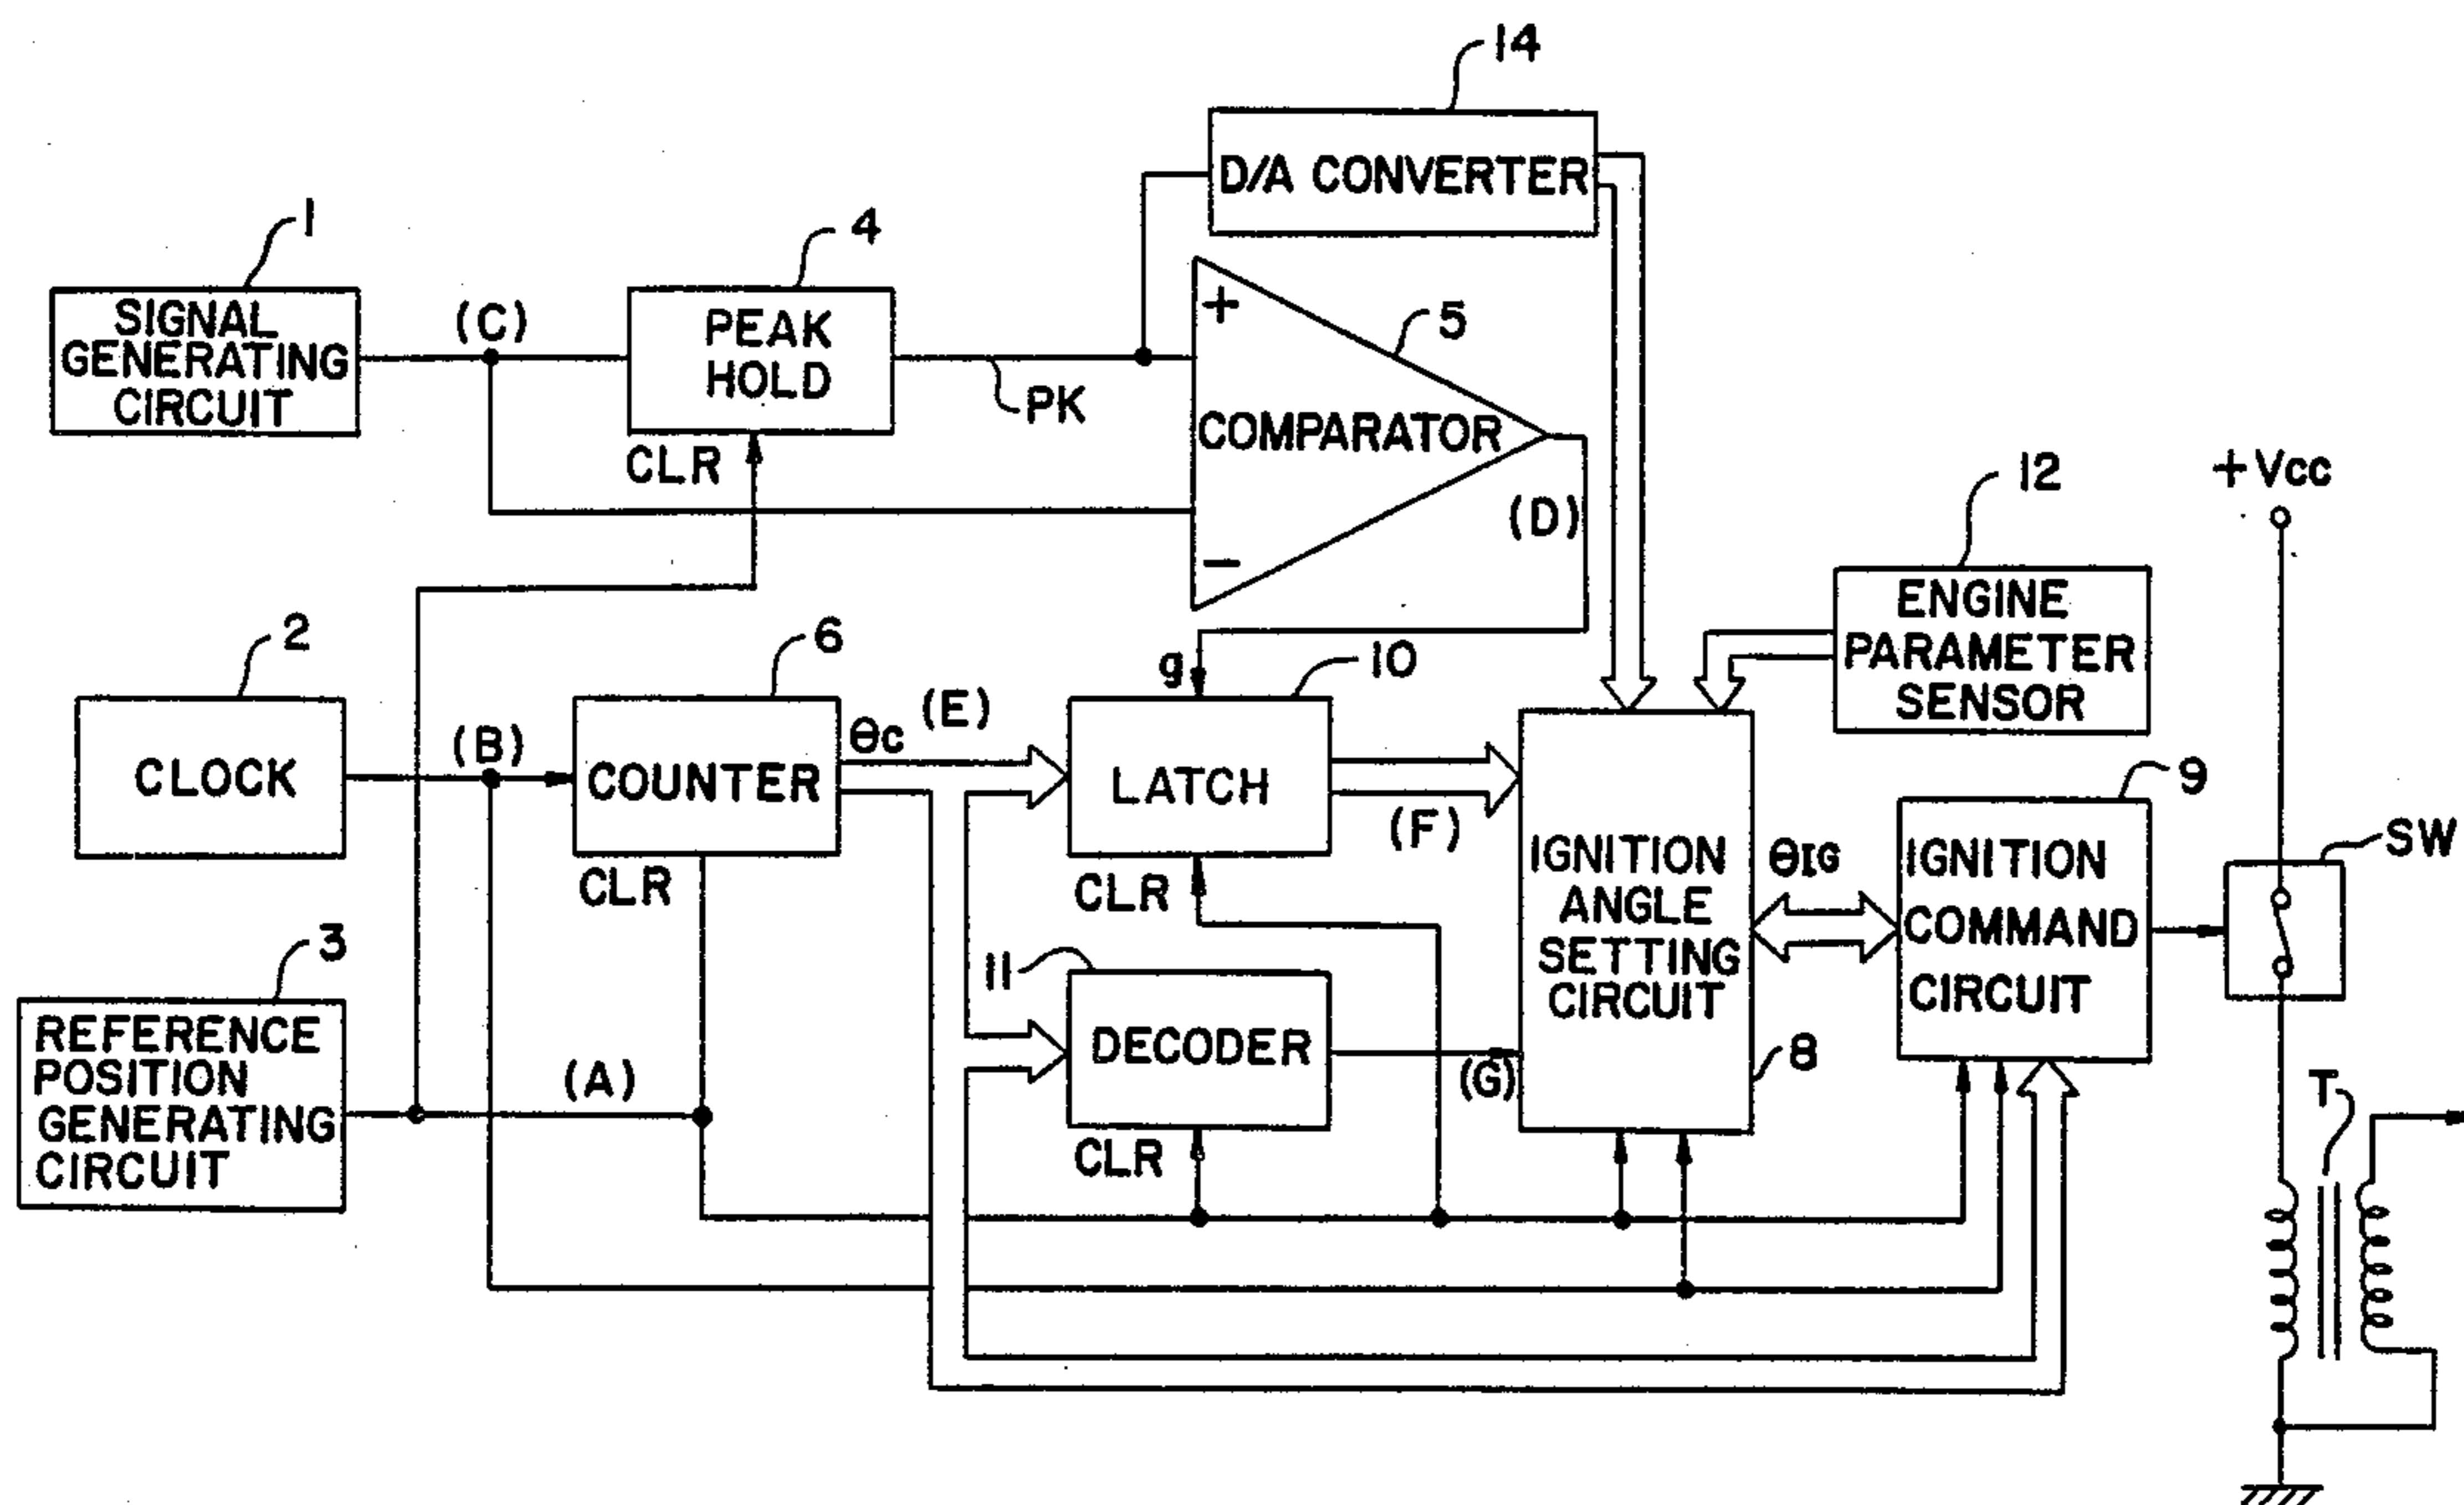 14
D/A CONVERTER
1
SIGNAL
GENERATING
CIRCUIT
(C)
4
PEAK
HOLD
CLR
PK
+
5
COMPARATOR
−
(D)
12
ENGINE
PARAMETER
SENSOR
+Vcc
2
CLOCK
(B)
6
COUNTER
CLR
θc
(E)
g
10
LATCH
CLR
(F)
IGNITION
ANGLE
SETTING
CIRCUIT
8
θIG
9
IGNITION
COMMAND
CIRCUIT
SW
3
REFERENCE
POSITION
GENERATING
CIRCUIT
(A)
11
DECODER
CLR
(G)
T